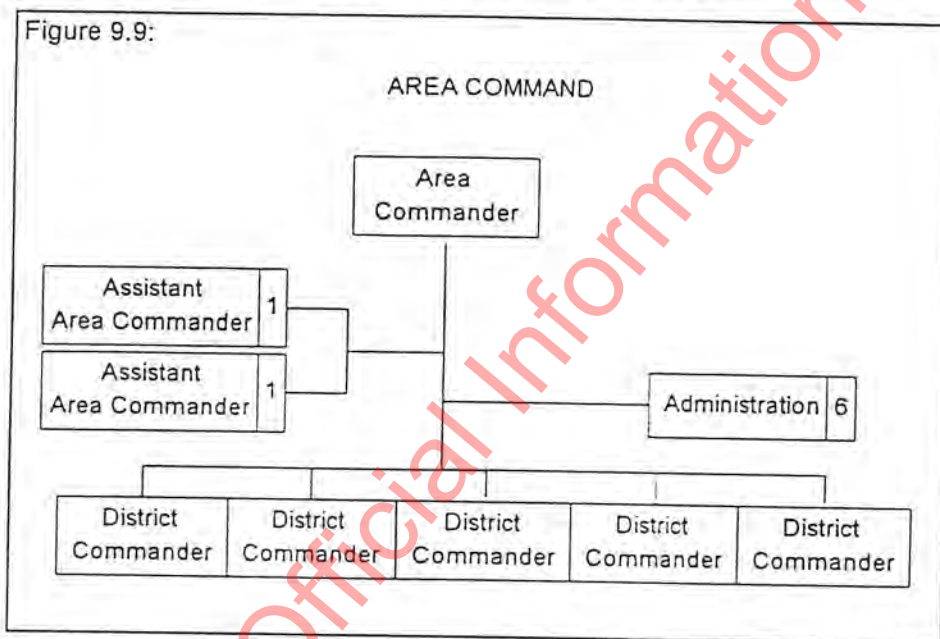 Figure 9.9:
AREA COMMAND
Area
Commander
Assistant
Area Commander
1
Assistant
Area Commander
1
Administration 6
District
Commander
District
Commander
District
Commander
District
Commander
District
Commander
Official Information